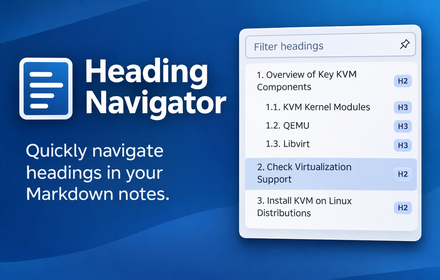 Heading
Navigator
Quickly navigate
headings in your
Markdown notes.
Filter headings
1. Overview of Key KVM
Components
H2
1.1. KVM Kernel Modules
H3
1.2. QEMU
H3
1.3. Libvirt
H3
2. Check Virtualization
Support
H2
3. Install KVM on Linux
Distributions
H2